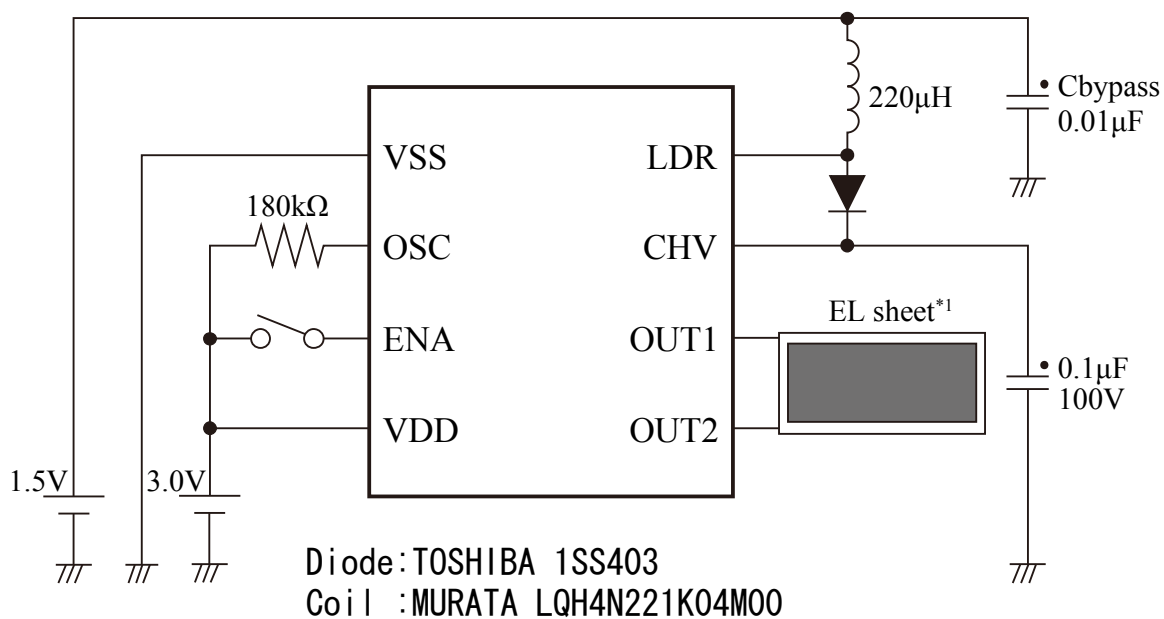 220μH
Cbypass
0.01μF
VSS
LDR
180kΩ
OSC
CHV
EL sheet*1
ENA
OUT1
0.1μF
100V
VDD
OUT2
1.5V
3.0V
Diode:TOSHIBA 1SS403
Coil :MURATA LQH4N221K04M00